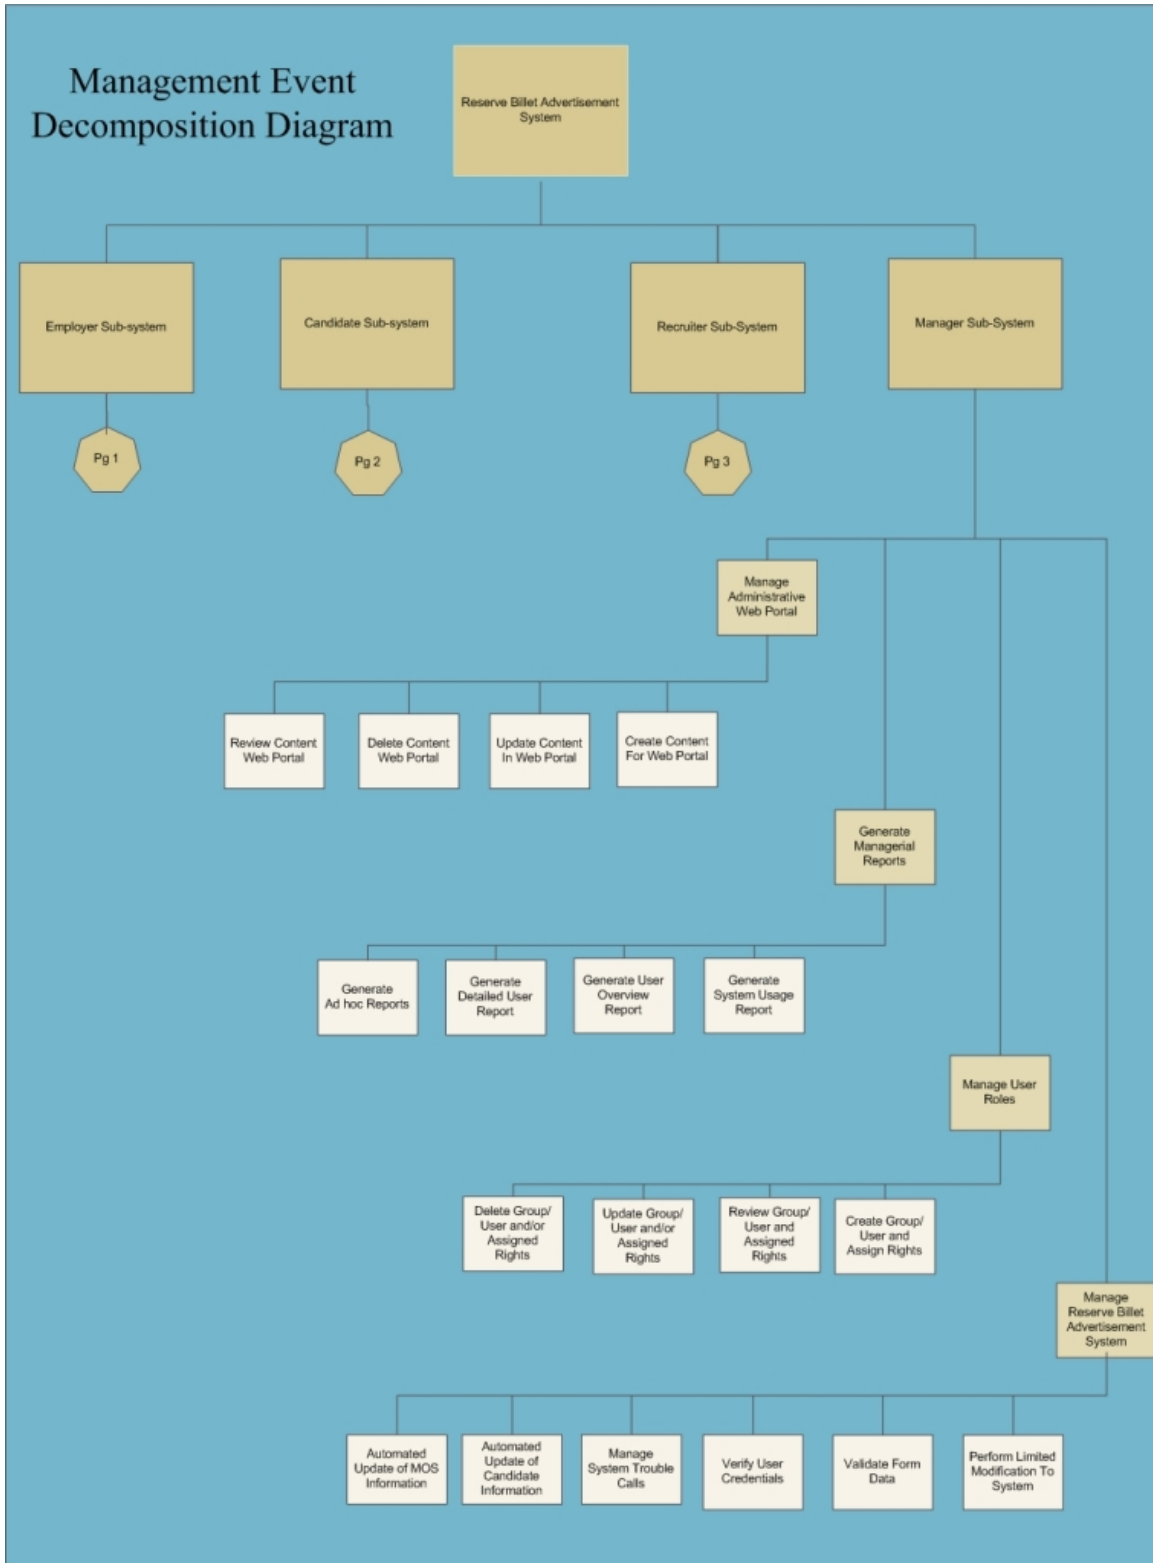 Management Event
Decomposition Diagram
Reserve Billet Advertisement
System
Employer Sub-system
Candidate Sub-system
Recruiter Sub-System
Manager Sub-System
Pg 1
Pg 2
Pg 3
Manage
Administrative
Web Portal
Review Content
Web Portal
Delete Content
Web Portal
Update Content
In Web Portal
Create Content
For Web Portal
Generate
Managerial
Reports
Generate
Ad hoc Reports
Generate
Detailed User
Report
Generate User
Overview
Report
Generate
System Usage
Report
Manage User
Roles
Delete Group/
User and/or
Assigned
Rights
Update Group/
User and/or
Assigned
Rights
Review Group/
User and
Assigned
Rights
Create Group/
User and
Assign Rights
Manage
Reserve Billet
Advertisement
System
Automated
Update of MOS
Information
Automated
Update of
Candidate
Information
Manage
System Trouble
Calls
Verify User
Credentials
Validate Form
Data
Perform Limited
Modification To
System